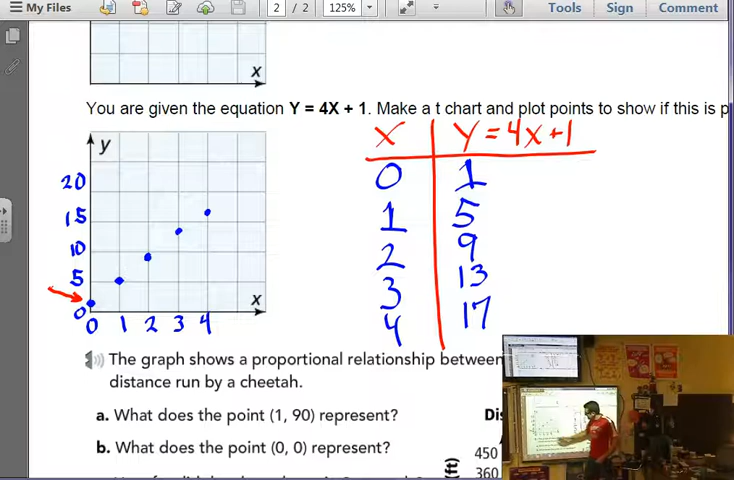 My Files
2 / 2
125%
Tools
Sign
Comment
x
You are given the equation Y = 4X + 1. Make a t chart and plot points to show if this is p
y
20
15
10
5
0
0 1 2 3 4
x
X Y = 4x+1
0 1
1 5
2 9
3 13
4 17
The graph shows a proportional relationship between
distance run by a cheetah.
a. What does the point (1, 90) represent?
b. What does the point (0, 0) represent?
Dis
450
360
(ft)